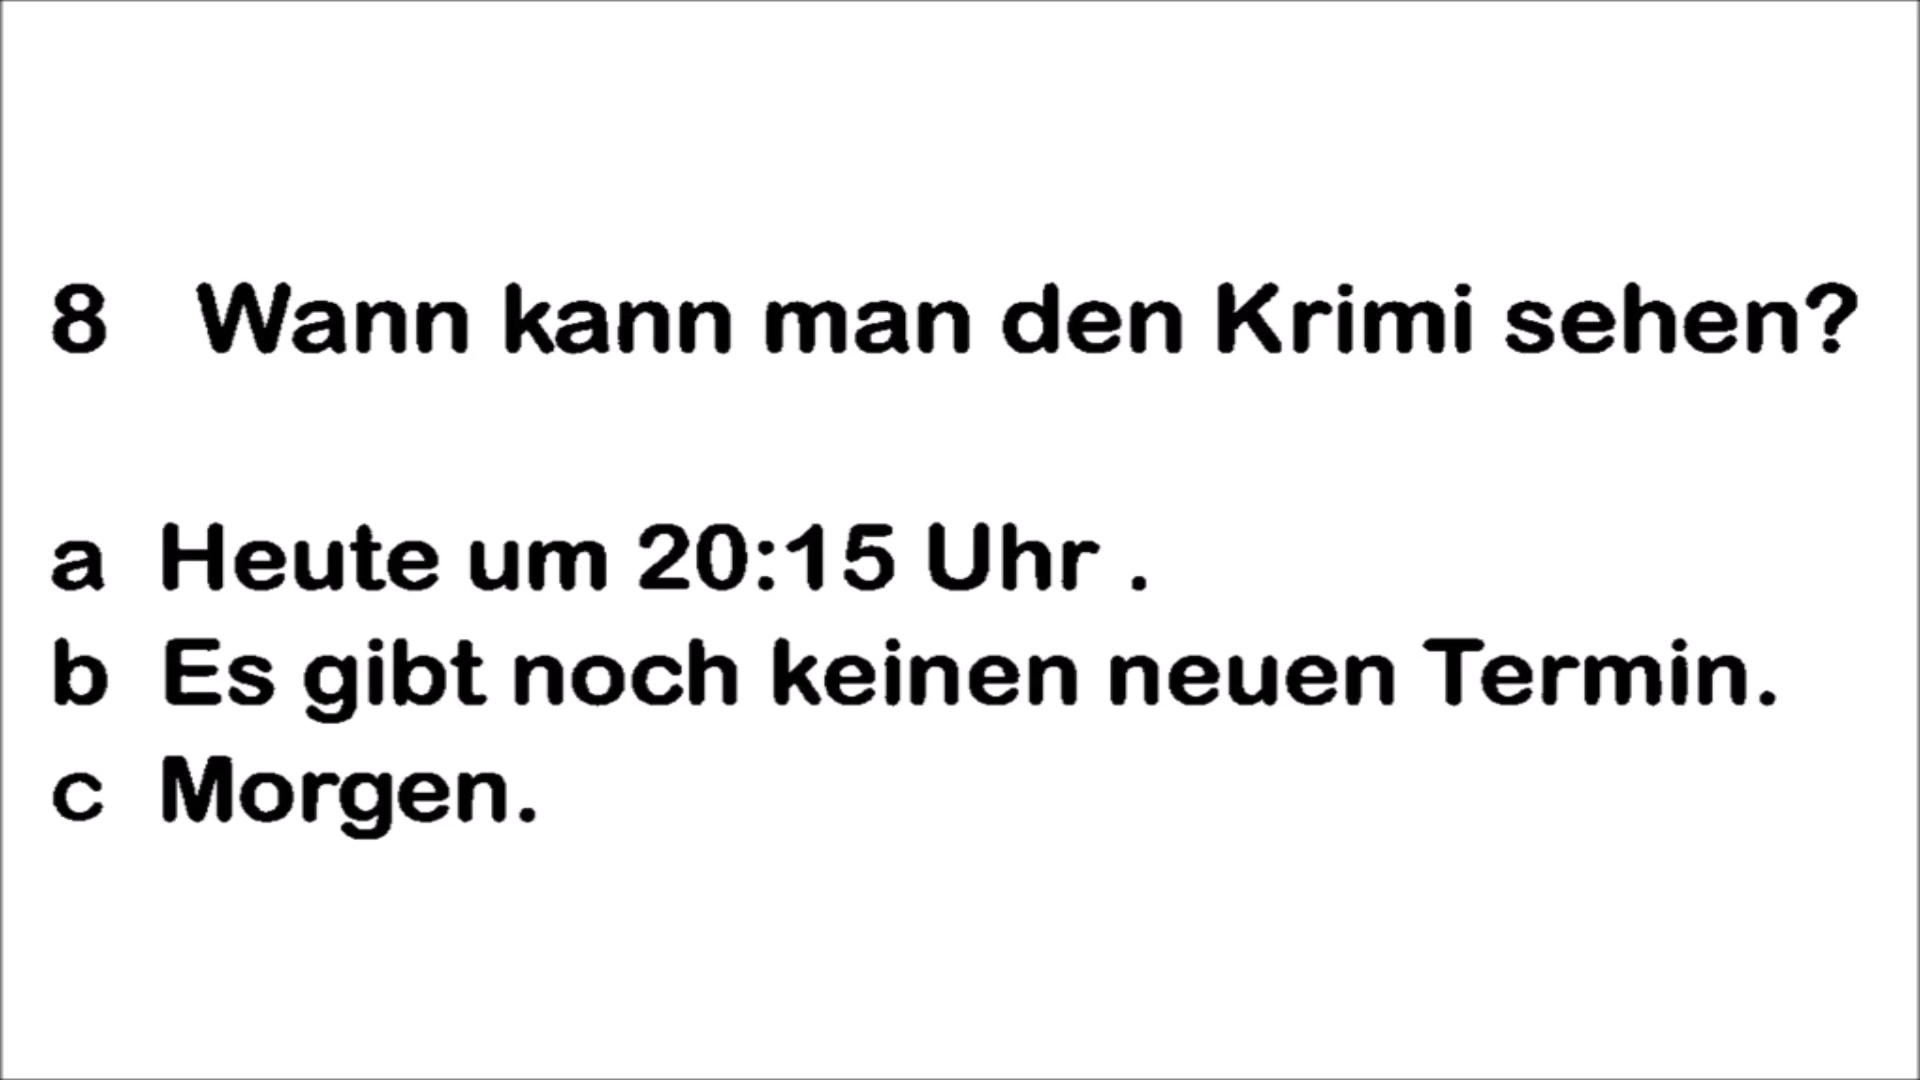 8 Wann kann man den Krimi sehen?
a Heute um 20:15 Uhr .
b Es gibt noch keinen neuen Termin.
c Morgen.